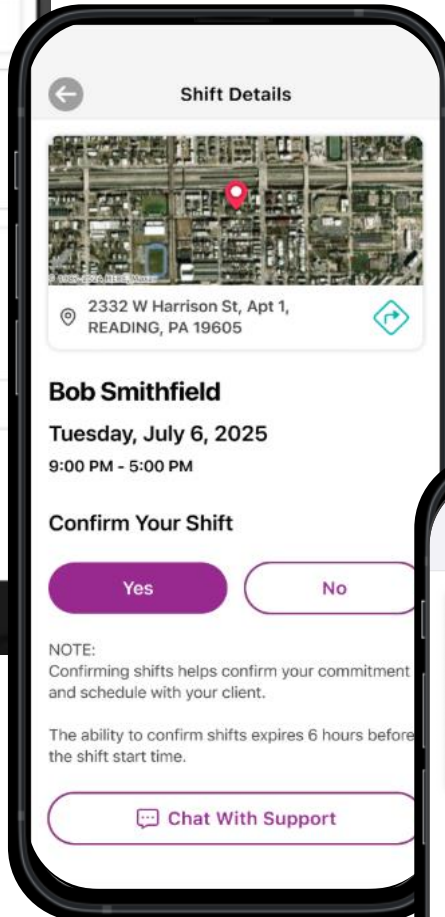 Shift Details
2332 W Harrison St, Apt 1,
READING, PA 19605
Bob Smithfield
Tuesday, July 6, 2025
9:00 PM - 5:00 PM
Confirm Your Shift
Yes
No
NOTE:
Confirming shifts helps confirm your commitment
and schedule with your client.
The ability to confirm shifts expires 6 hours before
the shift start time.
Chat With Support